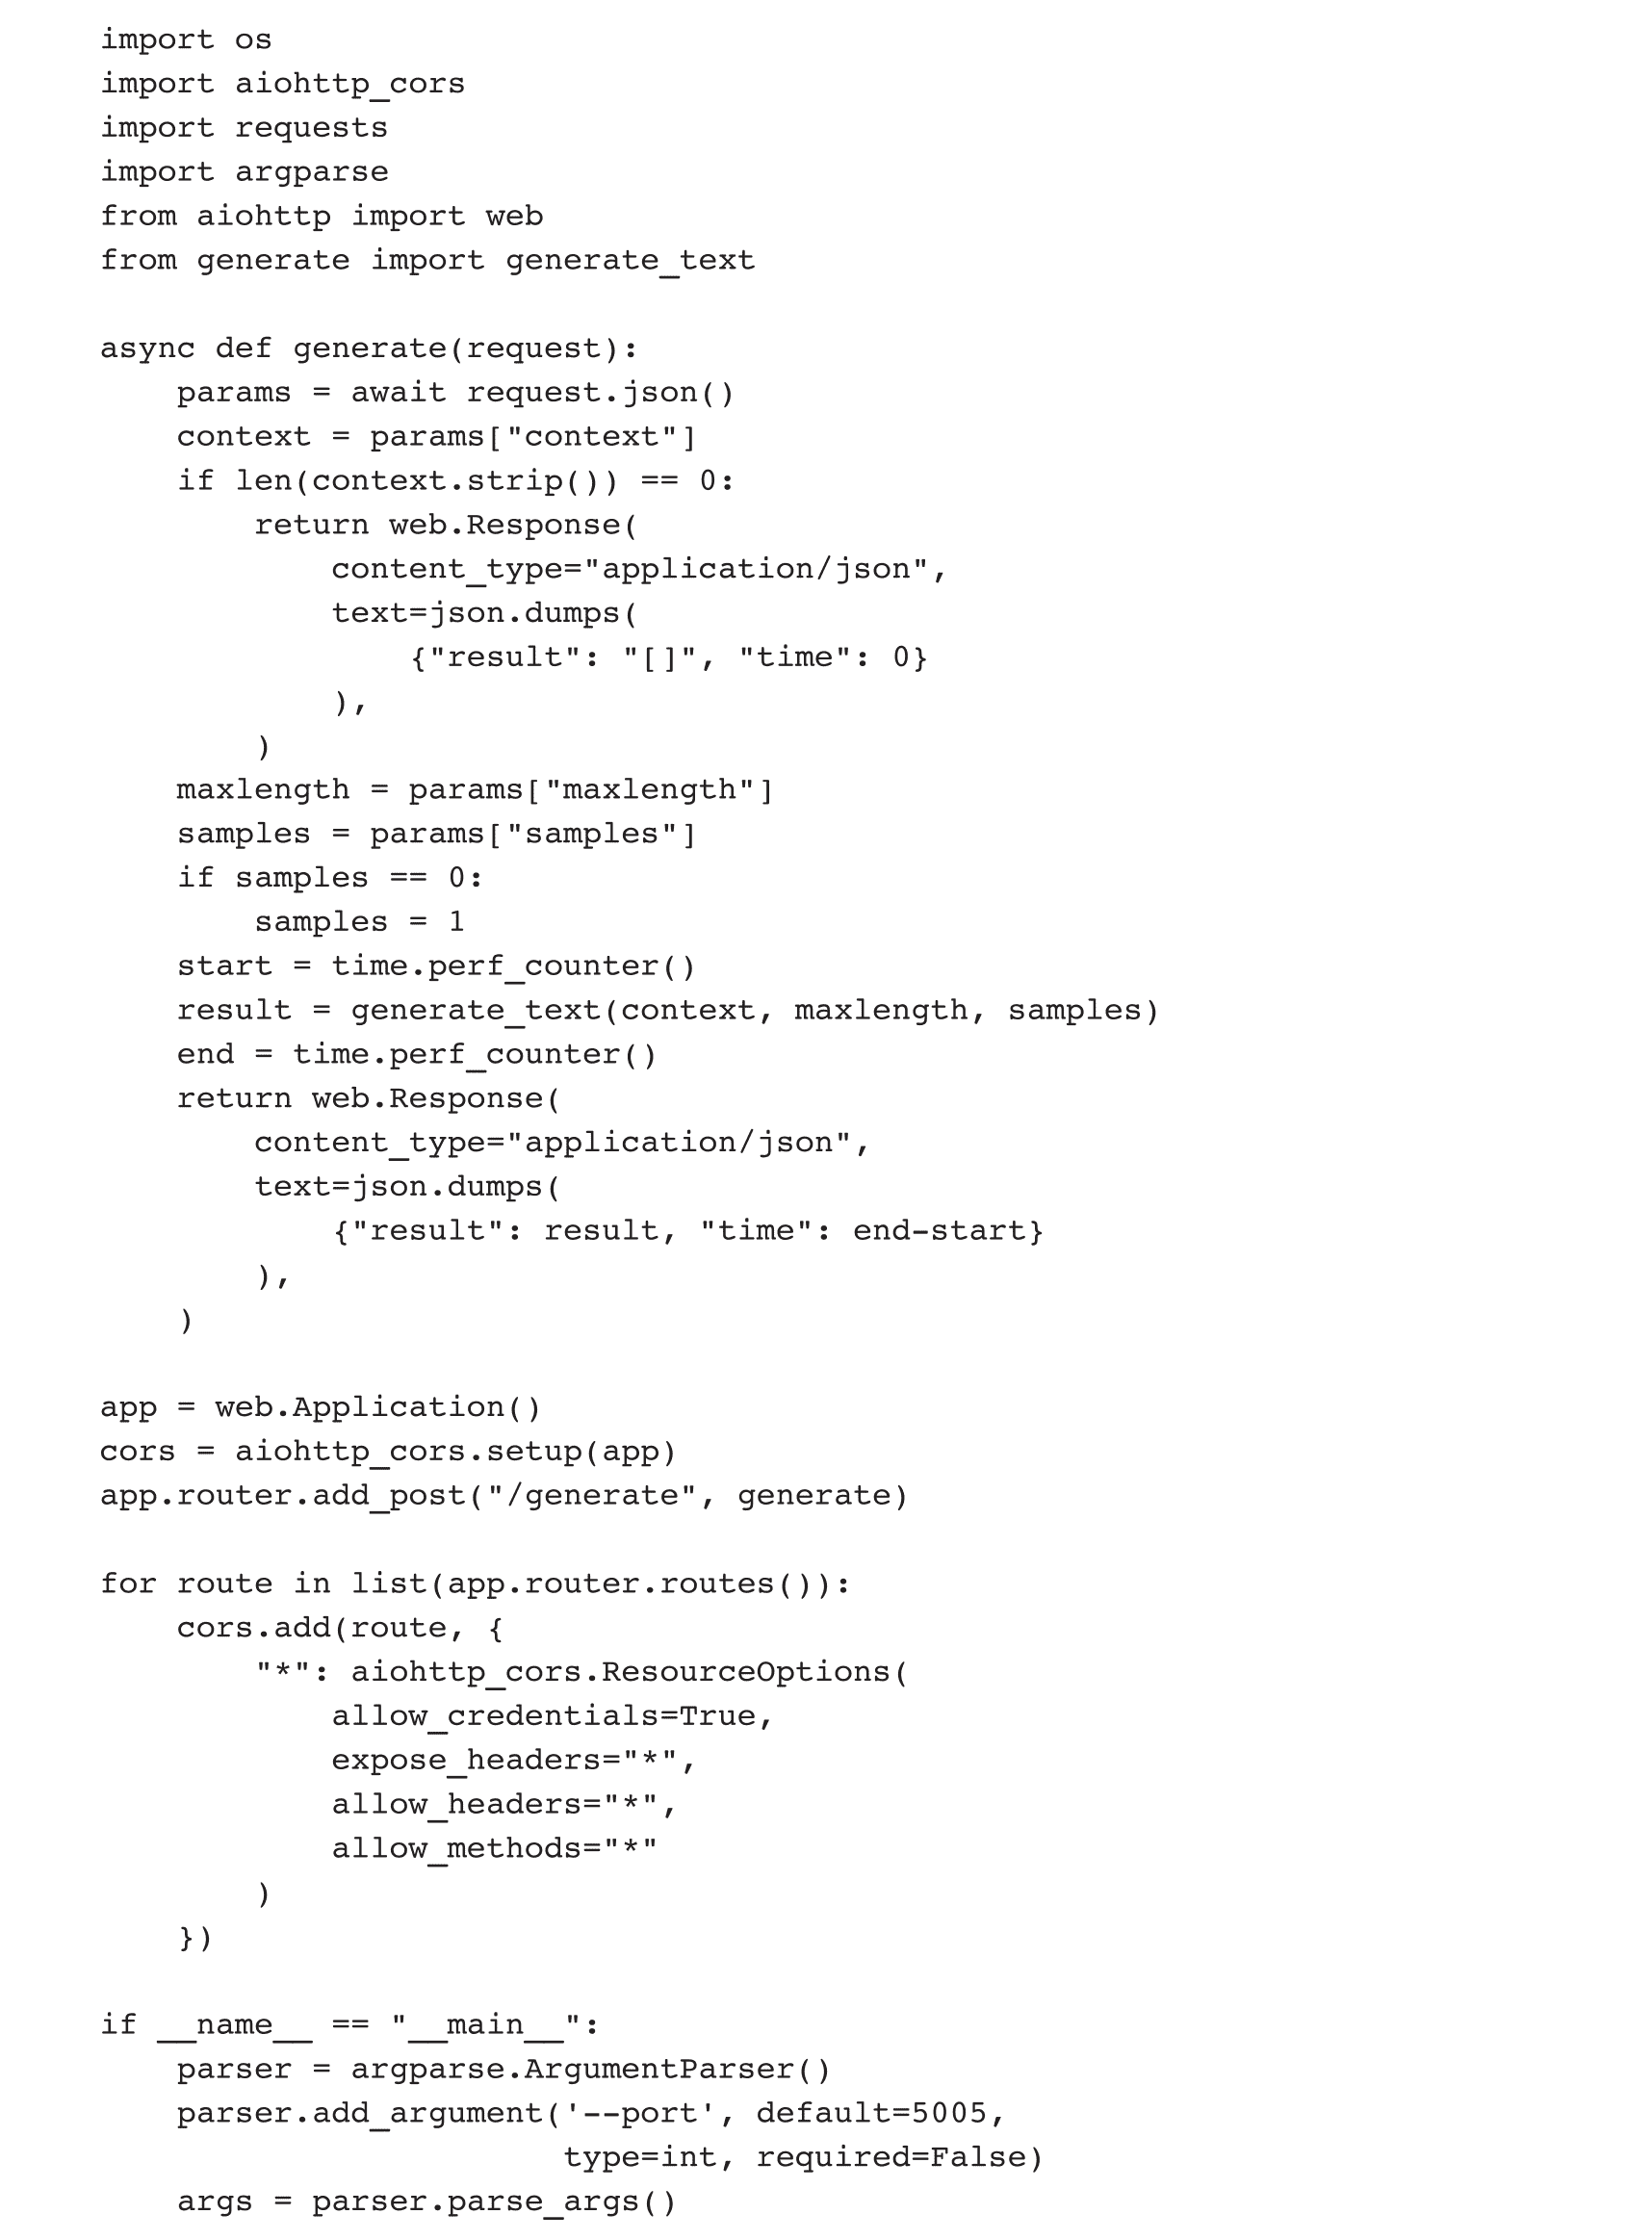 import os
import aiohttp_cors
import requests
import argparse
from aiohttp import web
from generate import generate_text

async def generate(request):
    params = await request.json()
    context = params["context"]
    if len(context.strip()) == 0:
        return web.Response(
            content_type="application/json",
            text=json.dumps(
                {"result": "[]", "time": 0}
            ),
        )
    maxlength = params["maxlength"]
    samples = params["samples"]
    if samples == 0:
        samples = 1
    start = time.perf_counter()
    result = generate_text(context, maxlength, samples)
    end = time.perf_counter()
    return web.Response(
        content_type="application/json",
        text=json.dumps(
            {"result": result, "time": end-start}
        ),
    )

app = web.Application()
cors = aiohttp_cors.setup(app)
app.router.add_post("/generate", generate)

for route in list(app.router.routes()):
    cors.add(route, {
        "*": aiohttp_cors.ResourceOptions(
            allow_credentials=True,
            expose_headers="*",
            allow_headers="*",
            allow_methods="*"
        )
    })

if __name__ == "__main__":
    parser = argparse.ArgumentParser()
    parser.add_argument('--port', default=5005,
                        type=int, required=False)
    args = parser.parse_args()